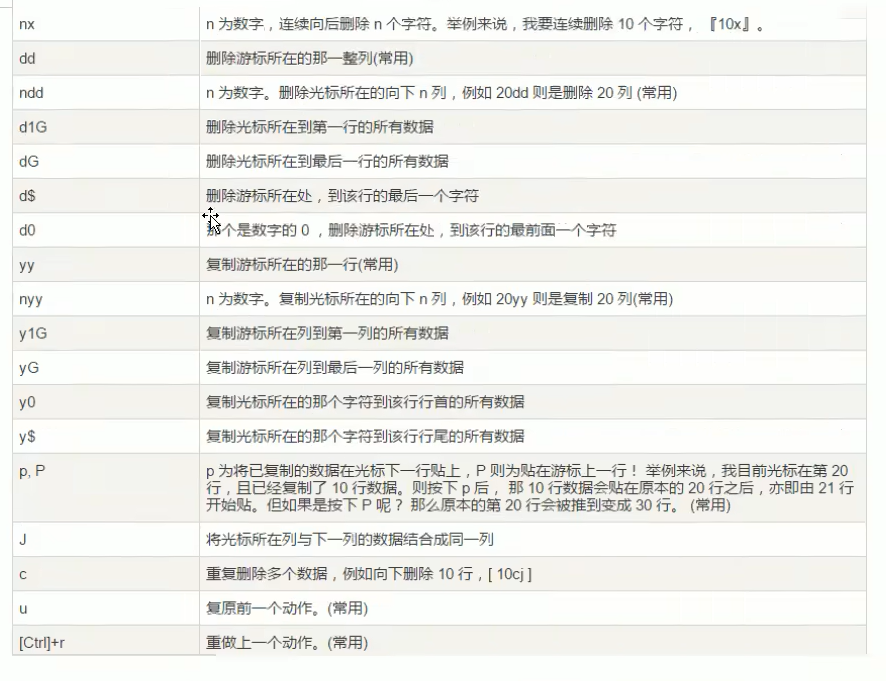 nx n 为数字，连续向后删除 n 个字符。举例来说，我要连续删除 10 个字符，『10x』。
dd 删除游标所在的那一整列(常用)
ndd n 为数字。删除光标所在的向下 n 列，例如 20dd 则是删除 20 列 (常用)
d1G 删除光标所在到第一行的所有数据
dG 删除光标所在到最后一行的所有数据
d$ 删除游标所在处，到该行的最后一个字符
d0 个是数字的 0 ，删除游标所在处，到该行的最前面一个字符
yy 复制游标所在的那一行(常用)
nyy n 为数字。复制光标所在的向下 n 列，例如 20yy 则是复制 20 列(常用)
y1G 复制游标所在列到第一列的所有数据
yG 复制游标所在列到最后一列的所有数据
y0 复制光标所在的那个字符到该行行首的所有数据
y$ 复制光标所在的那个字符到该行行尾的所有数据
p, P p 为将已复制的数据在光标下一行贴上，P 则为贴在游标上一行！ 举例来说，我目前光标在第 20
行，且已经复制了 10 行数据。则按下 p 后， 那 10 行数据会贴在原本的 20 行之后，亦即由 21 行
开始贴。但如果是按下 P 呢？ 那么原本的第 20 行会被推到变成 30 行。 (常用)
J 将光标所在列与下一列的数据结合成同一列
c 重复删除多个数据，例如向下删除 10 行，[ 10cj ]
u 复原前一个动作。(常用)
[Ctrl]+r 重做上一个动作。(常用)